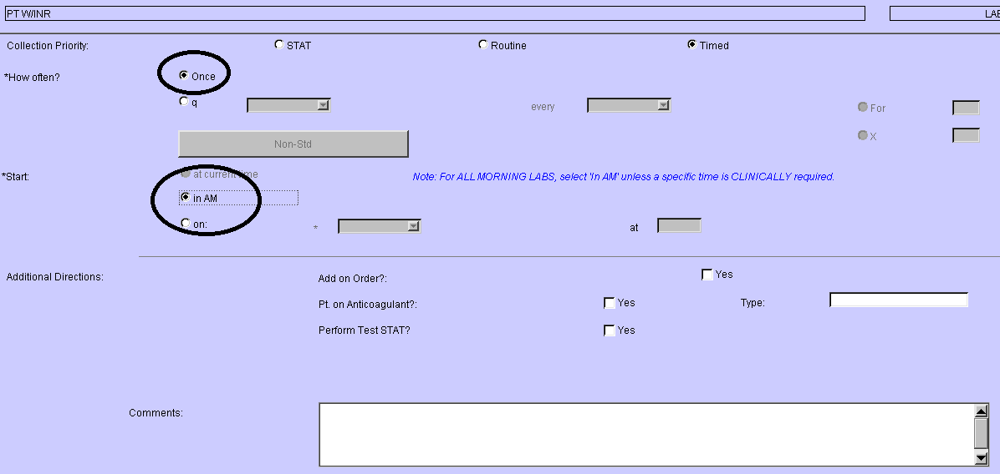 PT W/INR
LAB
Collection Priority:
STAT
Routine
Timed
*How often?
Once
q
every
For
X
Non-Std
*Start:
at current time
Note: For ALL MORNING LABS, select 'In AM' unless a specific time is CLINICALLY required.
in AM
on:
*
at
Additional Directions:
Add on Order?:
Yes
Pt. on Anticoagulant?:
Yes
Type:
Perform Test STAT?
Yes
Comments: